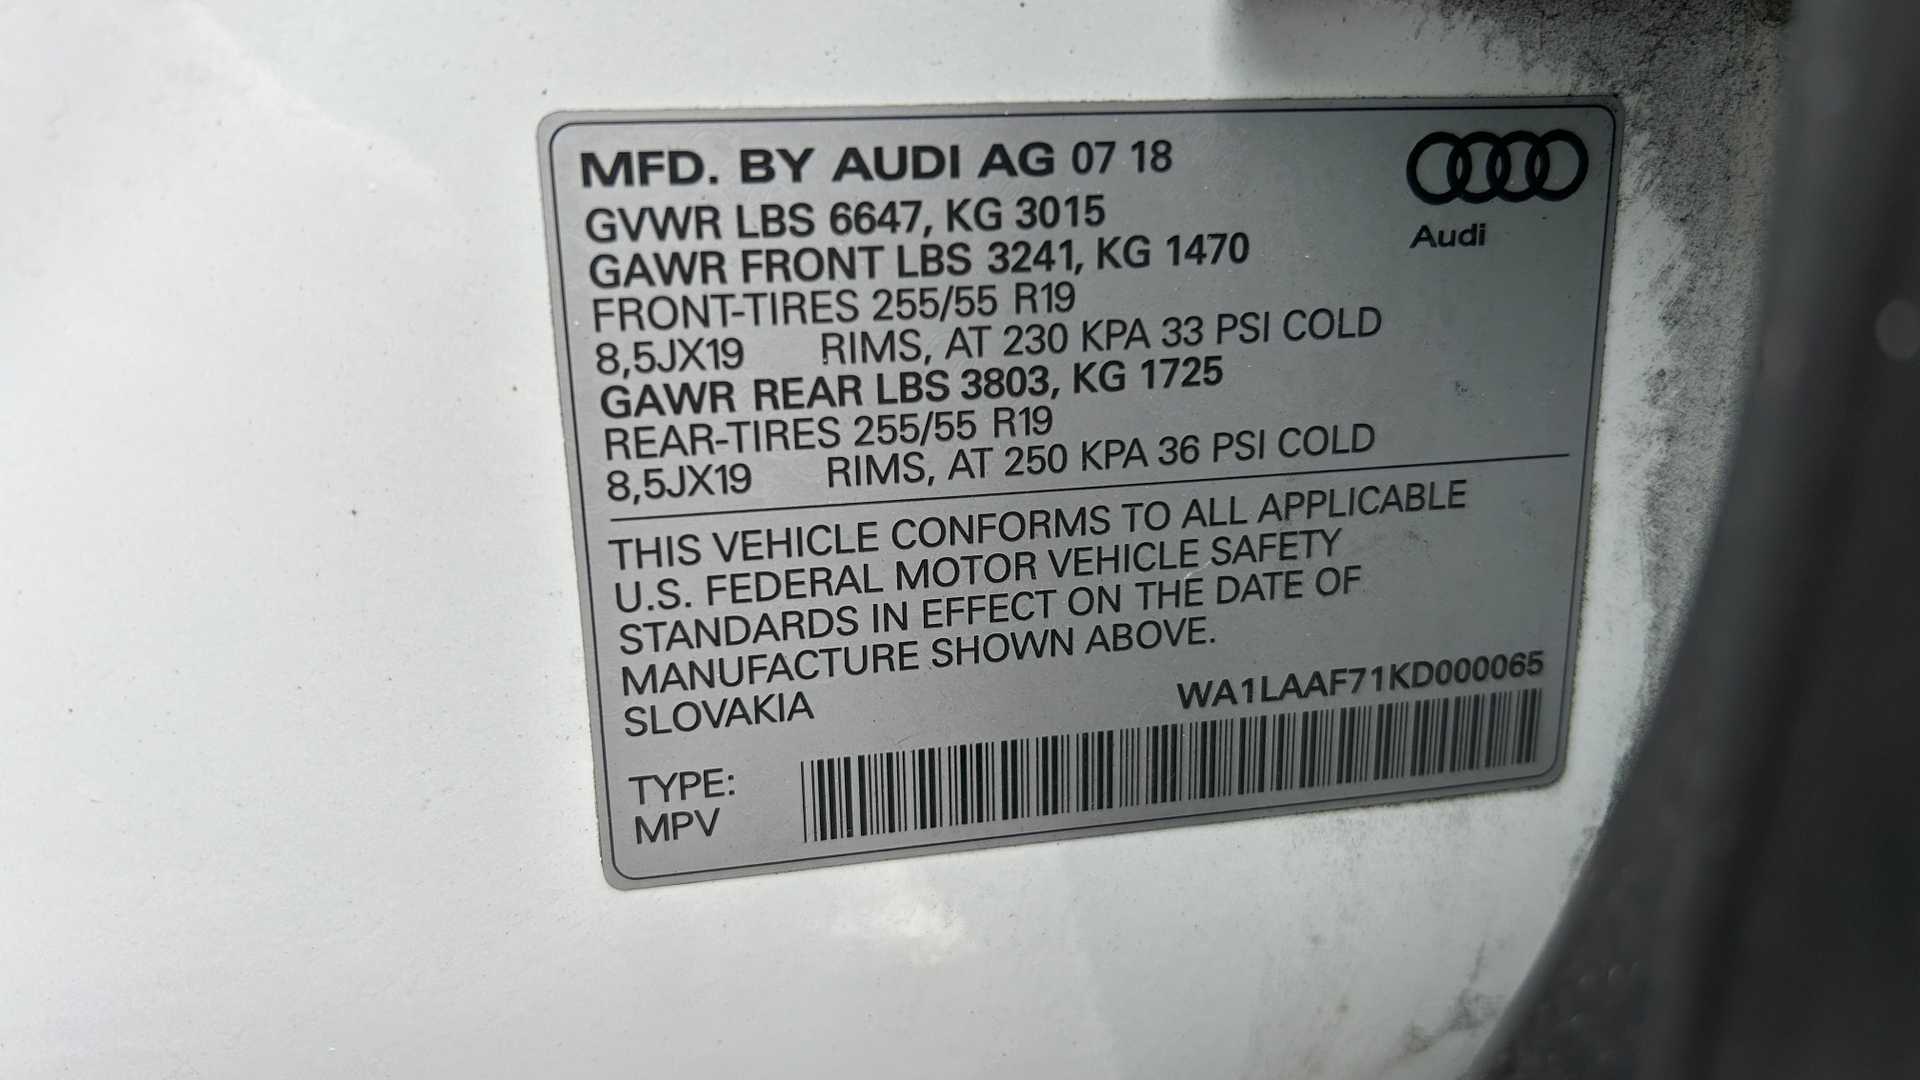 MFD. BY AUDI AG 07 18
Audi
GVWR LBS 6647, KG 3015
GAWR FRONT LBS 3241, KG 1470
FRONT-TIRES 255/55 R19
8,5JX19 RIMS, AT 230 KPA 33 PSI COLD
GAWR REAR LBS 3803, KG 1725
REAR-TIRES 255/55 R19
8,5JX19 RIMS, AT 250 KPA 36 PSI COLD
THIS VEHICLE CONFORMS TO ALL APPLICABLE
U.S. FEDERAL MOTOR VEHICLE SAFETY
STANDARDS IN EFFECT ON THE DATE OF
MANUFACTURE SHOWN ABOVE.
SLOVAKIA WA1LAAF71KD000065
TYPE:
MPV